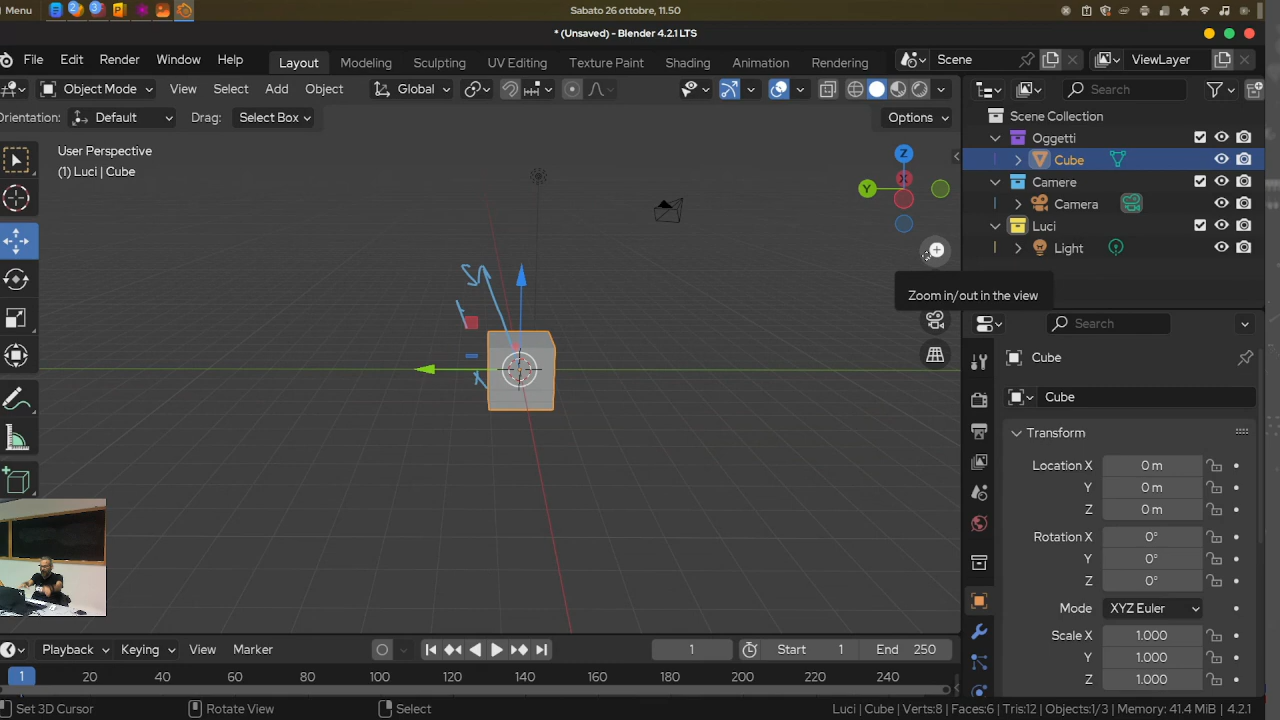 Menu
Sabato 26 ottobre, 11.50
* (Unsaved) - Blender 4.2.1 LTS
File Edit Render Window Help
Layout Modeling Sculpting UV Editing Texture Paint Shading Animation Rendering
Scene
ViewLayer
Object Mode View Select Add Object
Global
Search
Orientation: Default Drag: Select Box
Options
Scene Collection
Oggetti
Cube
Camere
Camera
Luci
Light
User Perspective
(1) Luci | Cube
Z
Y
X
Zoom in/out in the view
Search
Cube
Cube
Transform
Location X 0 m
Y 0 m
Z 0 m
Rotation X 0°
Y 0°
Z 0°
Mode XYZ Euler
Scale X 1.000
Y 1.000
Z 1.000
Playback Keying View Marker
1
Start 1
End 250
1 20 40 60 80 100 120 140 160 180 200 220 240
Set 3D Cursor
Rotate View
Select
Luci | Cube | Verts:8 | Faces:6 | Tris:12 | Objects:1/3 | Memory: 41.4 MiB | 4.2.1